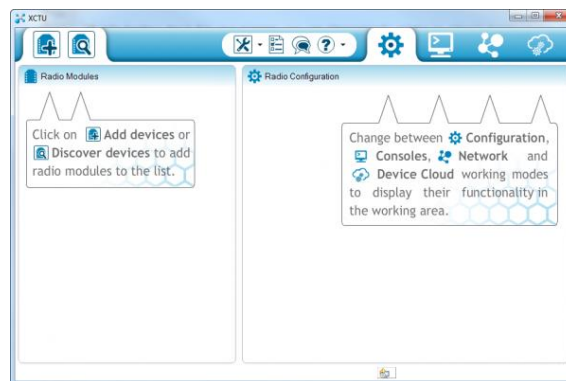 XCTU
Radio Modules
Radio Configuration
Click on Add devices or
Discover devices to add
radio modules to the list.
Change between Configuration,
Consoles, Network and
Device Cloud working modes
to display their functionality in
the working area.